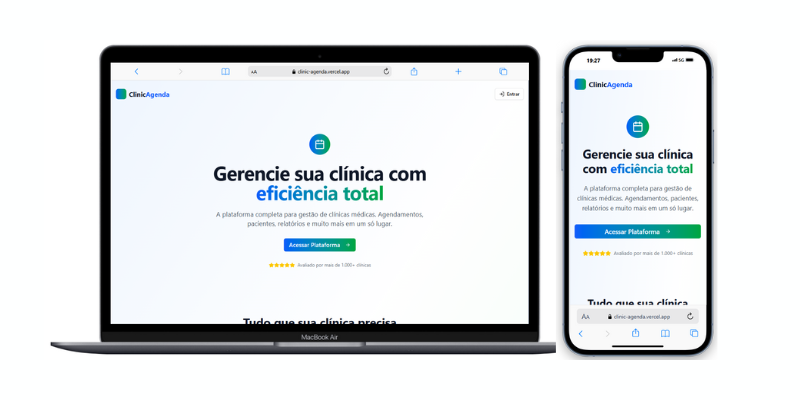 AA clinic-agenda.vercel.app
ClinicAgenda
Entrar
Gerencie sua clínica com
eficiência total
A plataforma completa para gestão de clínicas médicas. Agendamentos,
pacientes, relatórios e muito mais em um só lugar.
Acessar Plataforma →
Avaliado por mais de 1.000+ clínicas
Tudo que sua clínica precisa
MacBook Air
19:27
5G
ClinicAgenda
Gerencie sua clínica
com eficiência total
A plataforma completa para gestão de
clínicas médicas. Agendamentos, pacientes,
relatórios e muito mais em um só lugar.
Acessar Plataforma →
Avaliado por mais de 1.000+ clínicas
Tudo que sua clínica
AA clinic-agenda.vercel.app